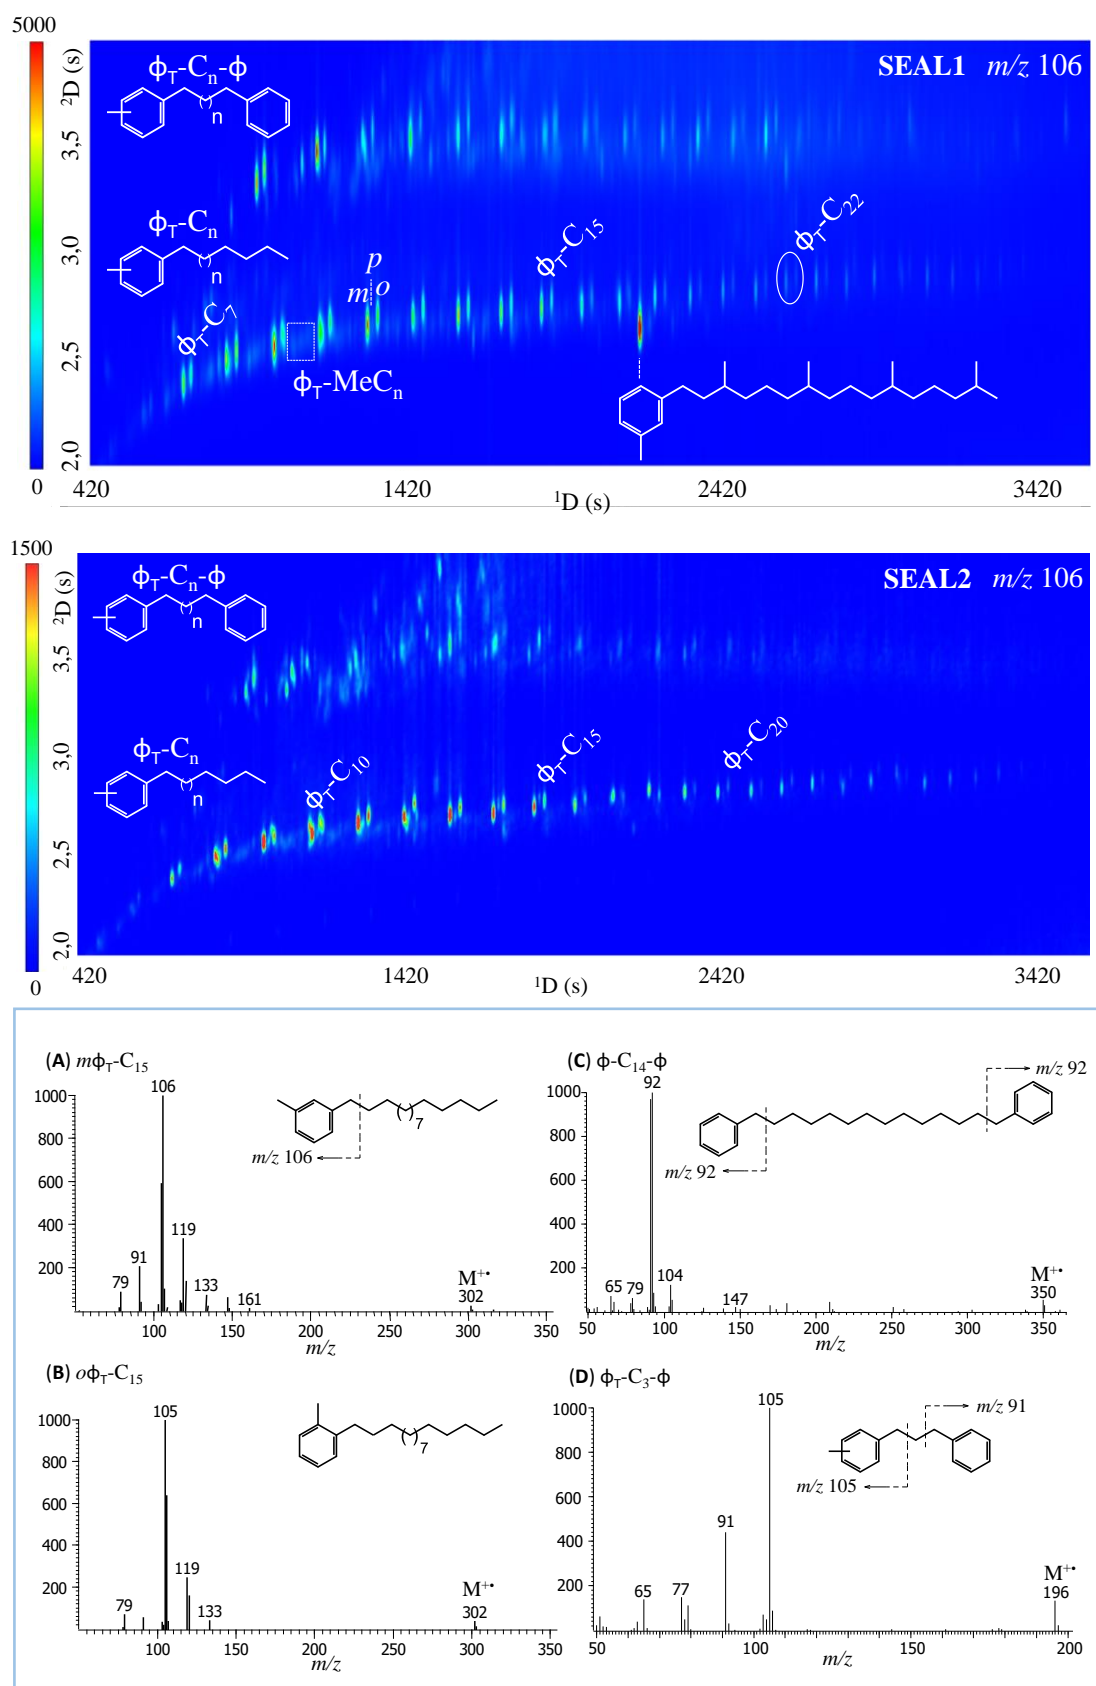 5000
0
²D (s)
3,5
3,0
2,5
2,0
SEAL1 m/z 106
ϕT-Cn-ϕ
n
ϕT-Cn
n
ϕT-C7
ϕT-MeCn
p
m o
ϕT-C15
ϕT-C22
420 1420 2420 3420
¹D (s)
1500
0
²D (s)
3,5
3,0
2,5
2,0
SEAL2 m/z 106
ϕT-Cn-ϕ
n
ϕT-Cn
n
ϕT-C10
ϕT-C15
ϕT-C20
420 1420 2420 3420
¹D (s)
(A) mϕT-C15
106
1000
800
600
400
200
79
91
119
133
161
M+•
302
7
m/z 106
50 100 150 200 250 300 350
m/z
(C) ϕ-C14-ϕ
92
1000
800
600
400
200
65
79
104
147
M+•
350
m/z 92
m/z 92
50 100 150 200 250 300 350
m/z
(B) oϕT-C15
105
1000
800
600
400
200
79
119
133
M+•
302
7
100 150 200 250 300 350
m/z
(D) ϕT-C3-ϕ
105
1000
800
600
400
200
65
77
91
M+•
196
m/z 91
m/z 105
50 100 150 200
m/z